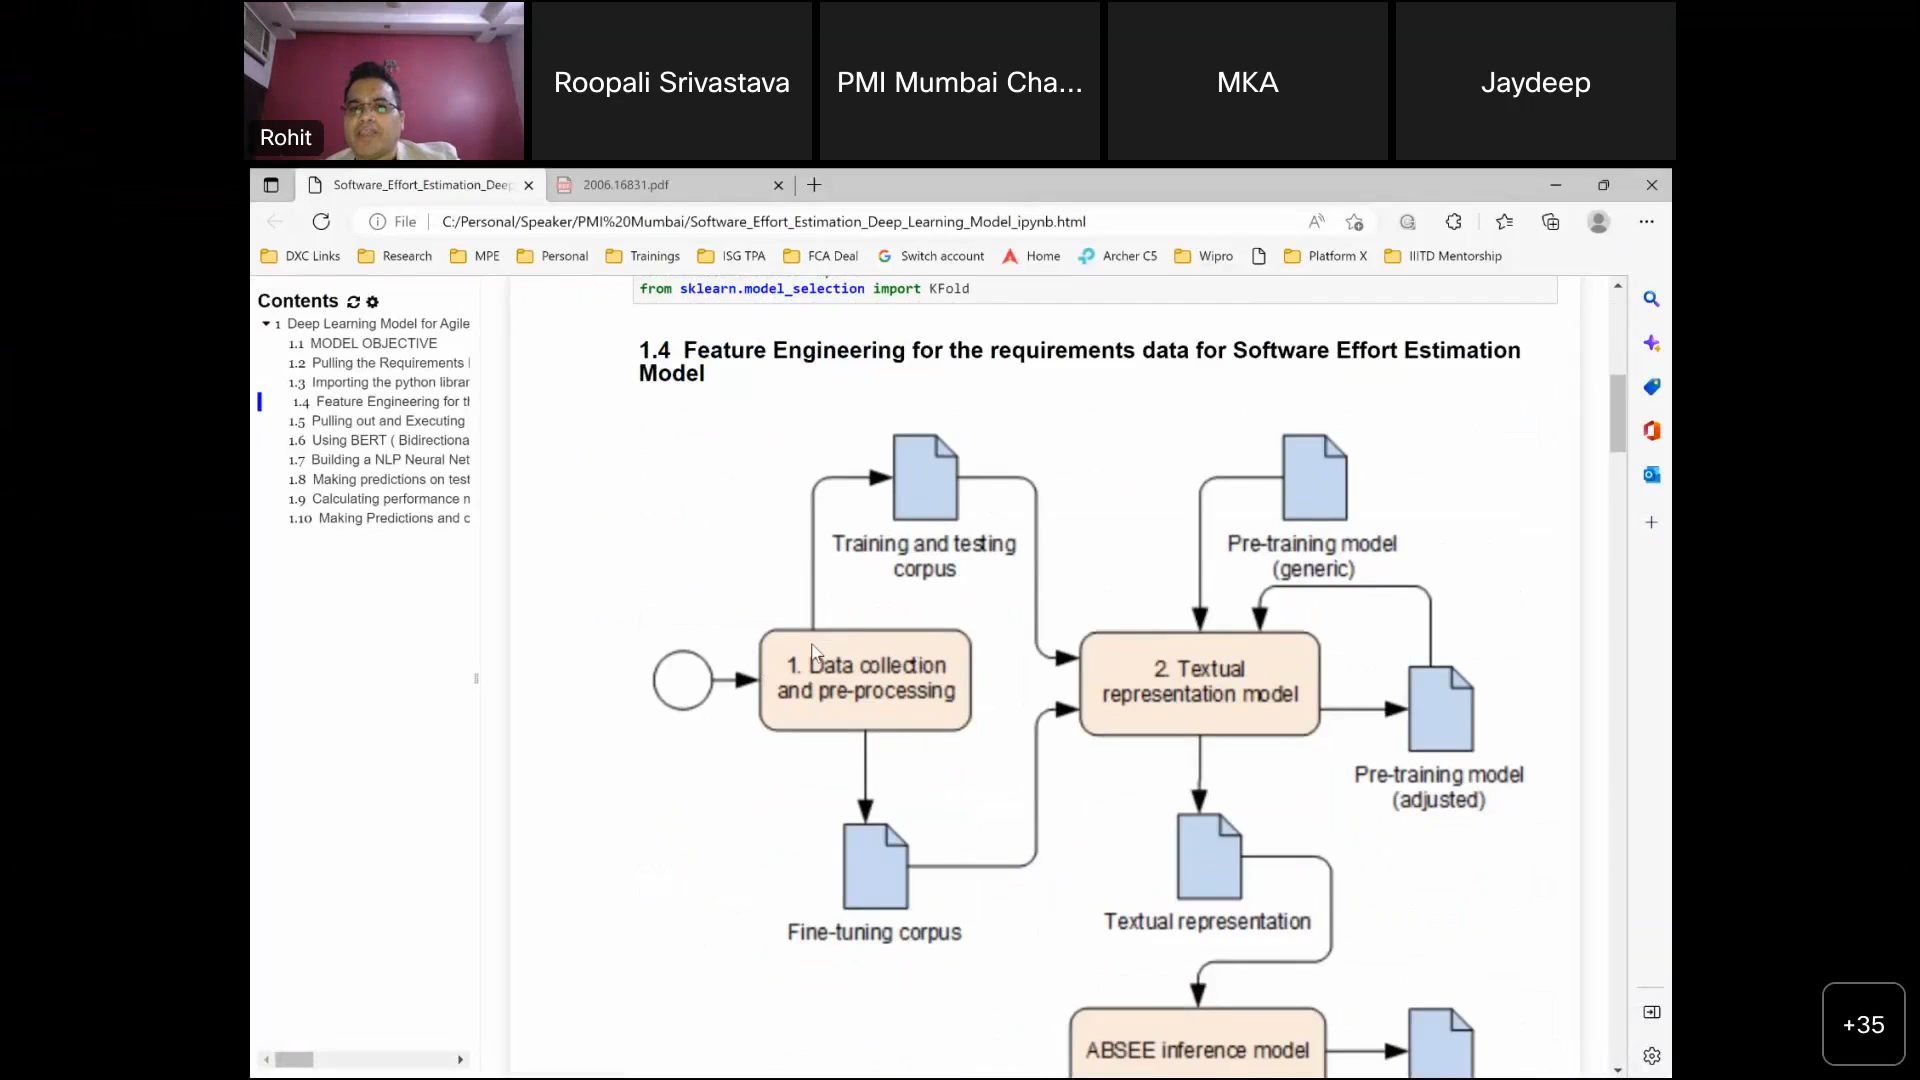 Rohit
Roopali Srivastava
PMI Mumbai Cha...
MKA
Jaydeep
Software_Effort_Estimation_Deep
2006.16831.pdf
File
C:/Personal/Speaker/PMI%20Mumbai/Software_Effort_Estimation_Deep_Learning_Model_ipynb.html
DXC Links
Research
MPE
Personal
Trainings
ISG TPA
FCA Deal
Switch account
Home
Archer C5
Wipro
Platform X
IIITD Mentorship
Contents
1 Deep Learning Model for Agile
1.1 MODEL OBJECTIVE
1.2 Pulling the Requirements
1.3 Importing the python librar
1.4 Feature Engineering for th
1.5 Pulling out and Executing
1.6 Using BERT ( Bidirectiona
1.7 Building a NLP Neural Net
1.8 Making predictions on test
1.9 Calculating performance m
1.10 Making Predictions and c
from sklearn.model_selection import KFold
1.4 Feature Engineering for the requirements data for Software Effort Estimation
Model
Training and testing
corpus
Pre-training model
(generic)
1. Data collection
and pre-processing
2. Textual
representation model
Pre-training model
(adjusted)
Fine-tuning corpus
Textual representation
ABSEE inference model
+35